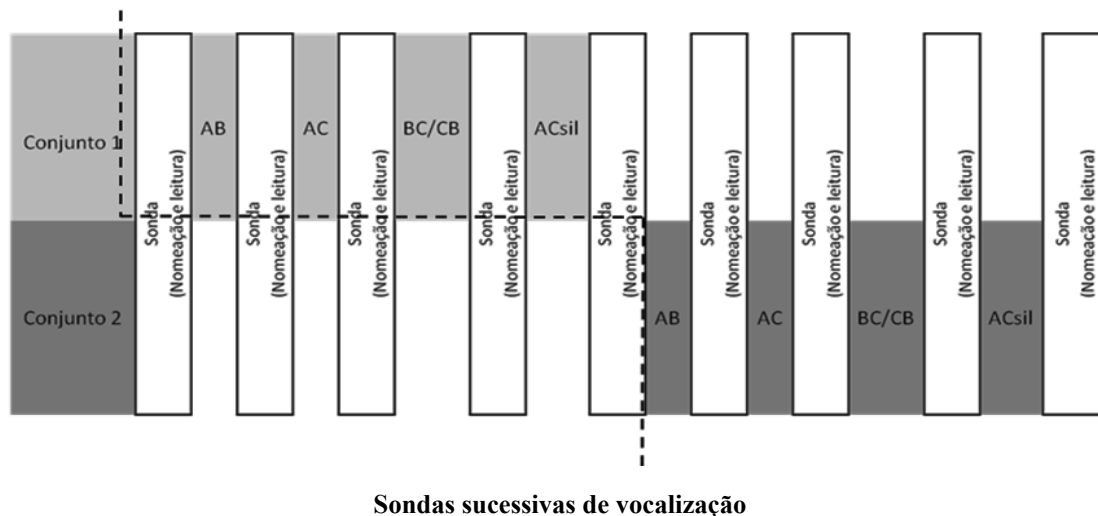 Conjunto 1
Sonda
(Nomeação e leitura)
AB
Sonda
(Nomeação e leitura)
AC
Sonda
(Nomeação e leitura)
BC/CB
Sonda
(Nomeação e leitura)
ACsil
Sonda
(Nomeação e leitura)
Conjunto 2
AB
Sonda
(Nomeação e leitura)
AC
Sonda
(Nomeação e leitura)
BC/CB
Sonda
(Nomeação e leitura)
ACsil
Sonda
(Nomeação e leitura)
Sondas sucessivas de vocalização